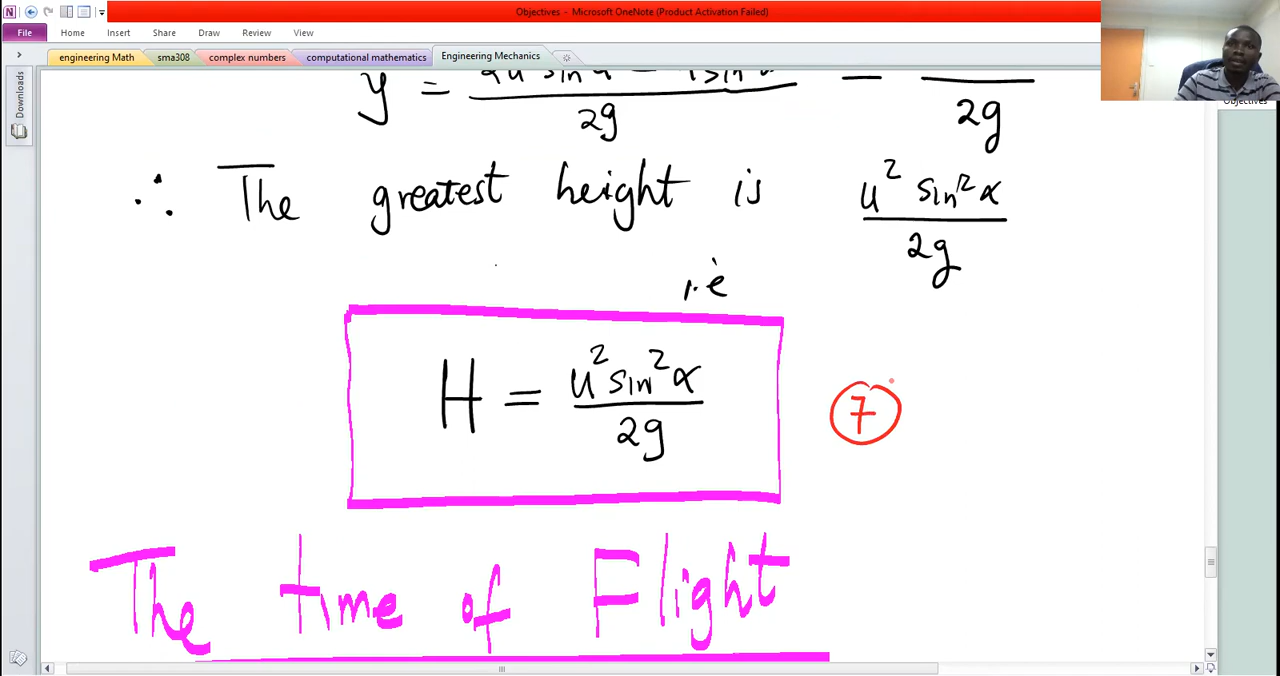 Objectives - Microsoft OneNote (Product Activation Failed)
File Home Insert Share Draw Review View
engineering Math sma308 complex numbers computational mathematics Engineering Mechanics
Downloads
Objectives
y = 2g 2g
∴ The greatest height is u² sin²α / 2g
i.e
H = u² sin²α / 2g
7
The time of Flight